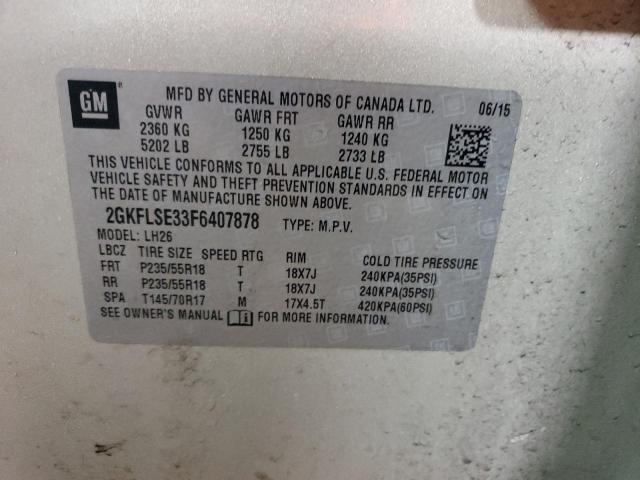 GM
MFD BY GENERAL MOTORS OF CANADA LTD. 06/15
GVWR GAWR FRT GAWR RR
2360 KG 1250 KG 1240 KG
5202 LB 2755 LB 2733 LB
THIS VEHICLE CONFORMS TO ALL APPLICABLE U.S. FEDERAL MOTOR
VEHICLE SAFETY AND THEFT PREVENTION STANDARDS IN EFFECT ON
THE DATE OF MANUFACTURE SHOWN ABOVE.
2GKFLSE33F6407878 TYPE: M.P.V.
MODEL: LH26
LBCZ TIRE SIZE SPEED RTG RIM COLD TIRE PRESSURE
FRT P235/55R18 T 18X7J 240KPA(35PSI)
RR P235/55R18 T 18X7J 240KPA(35PSI)
SPA T145/70R17 M 17X4.5T 420KPA(60PSI)
SEE OWNER'S MANUAL FOR MORE INFORMATION.